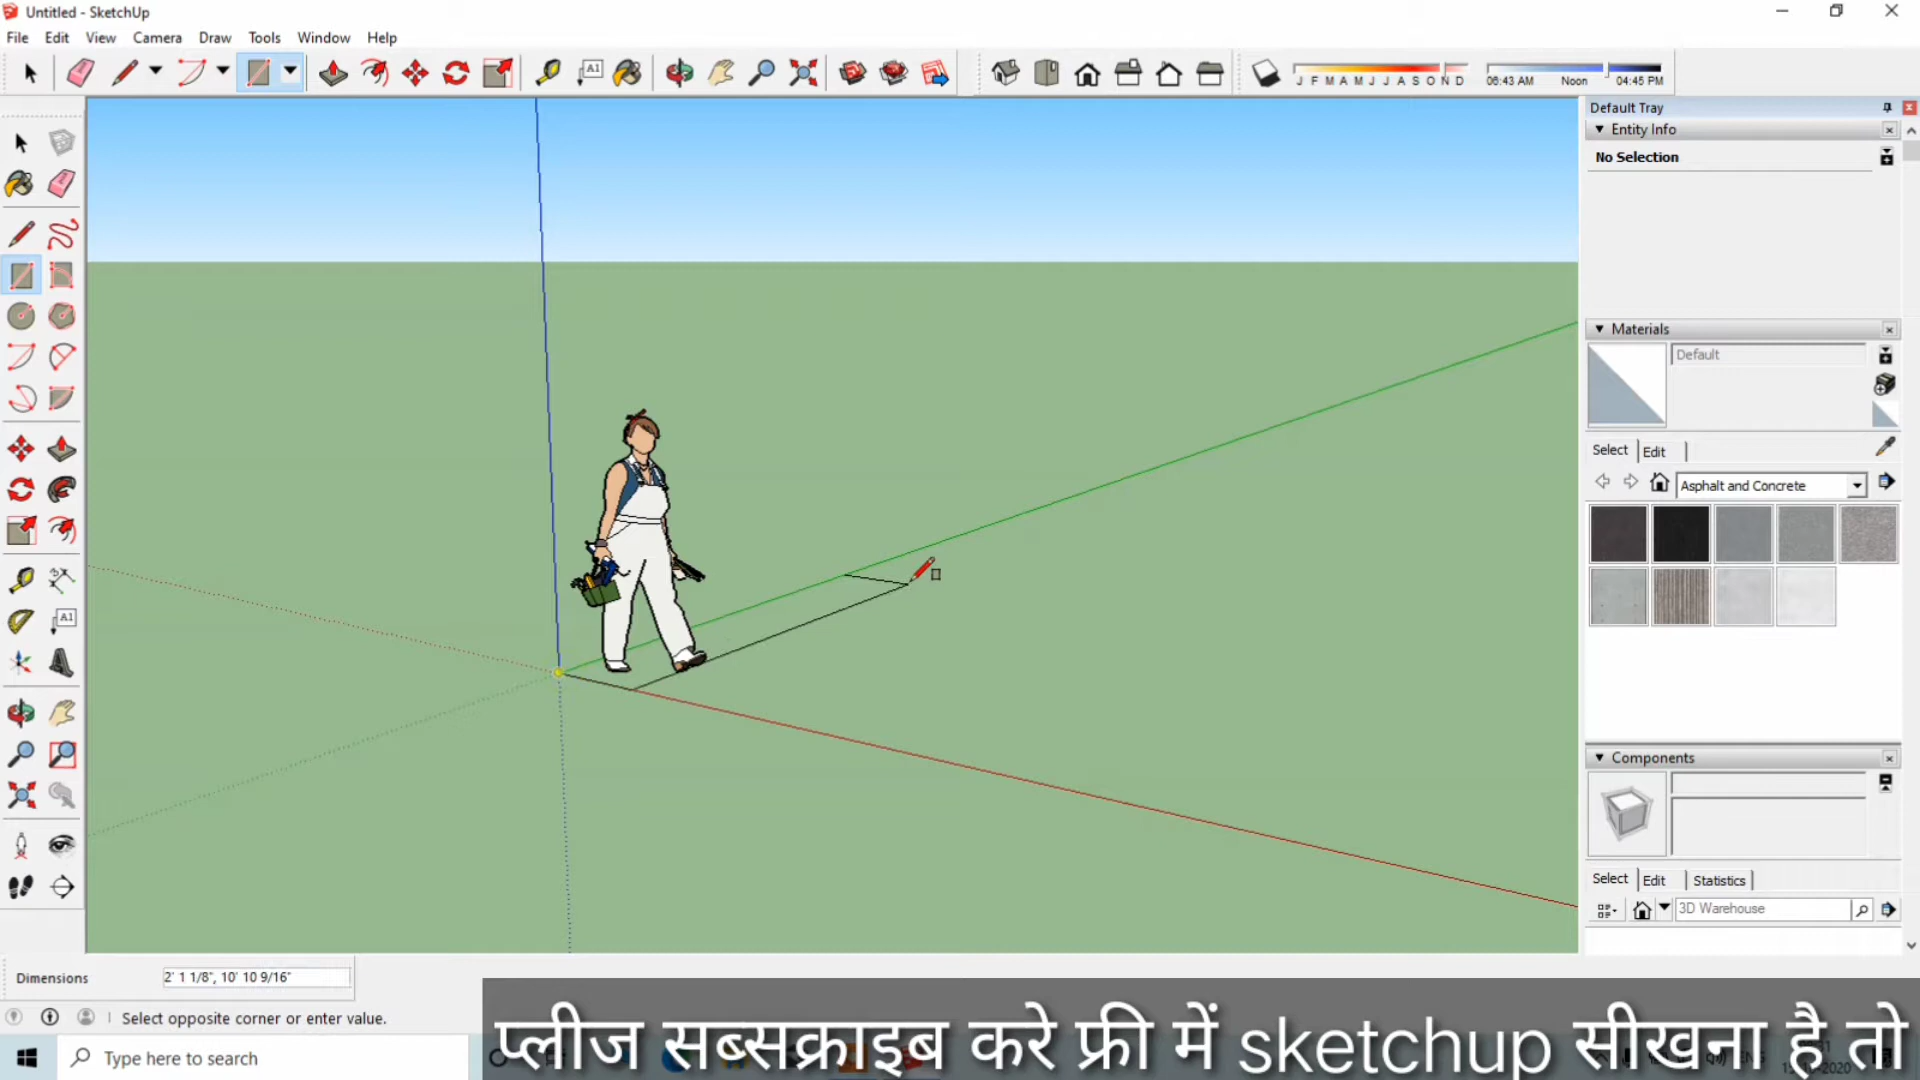 Untitled - SketchUp
File Edit View Camera Draw Tools Window Help
A1
J F M A M J J A S O N D
06:43 AM Noon 04:45 PM
Default Tray
Entity Info
No Selection
Materials
Default
Select Edit
Asphalt and Concrete
A1
Components
Select Edit Statistics
3D Warehouse
Dimensions 2' 1 1/8", 10' 10 9/16"
Select opposite corner or enter value.
Type here to search
प्लीज सब्सक्राइब करे फ्री में sketchup सीखना है तो